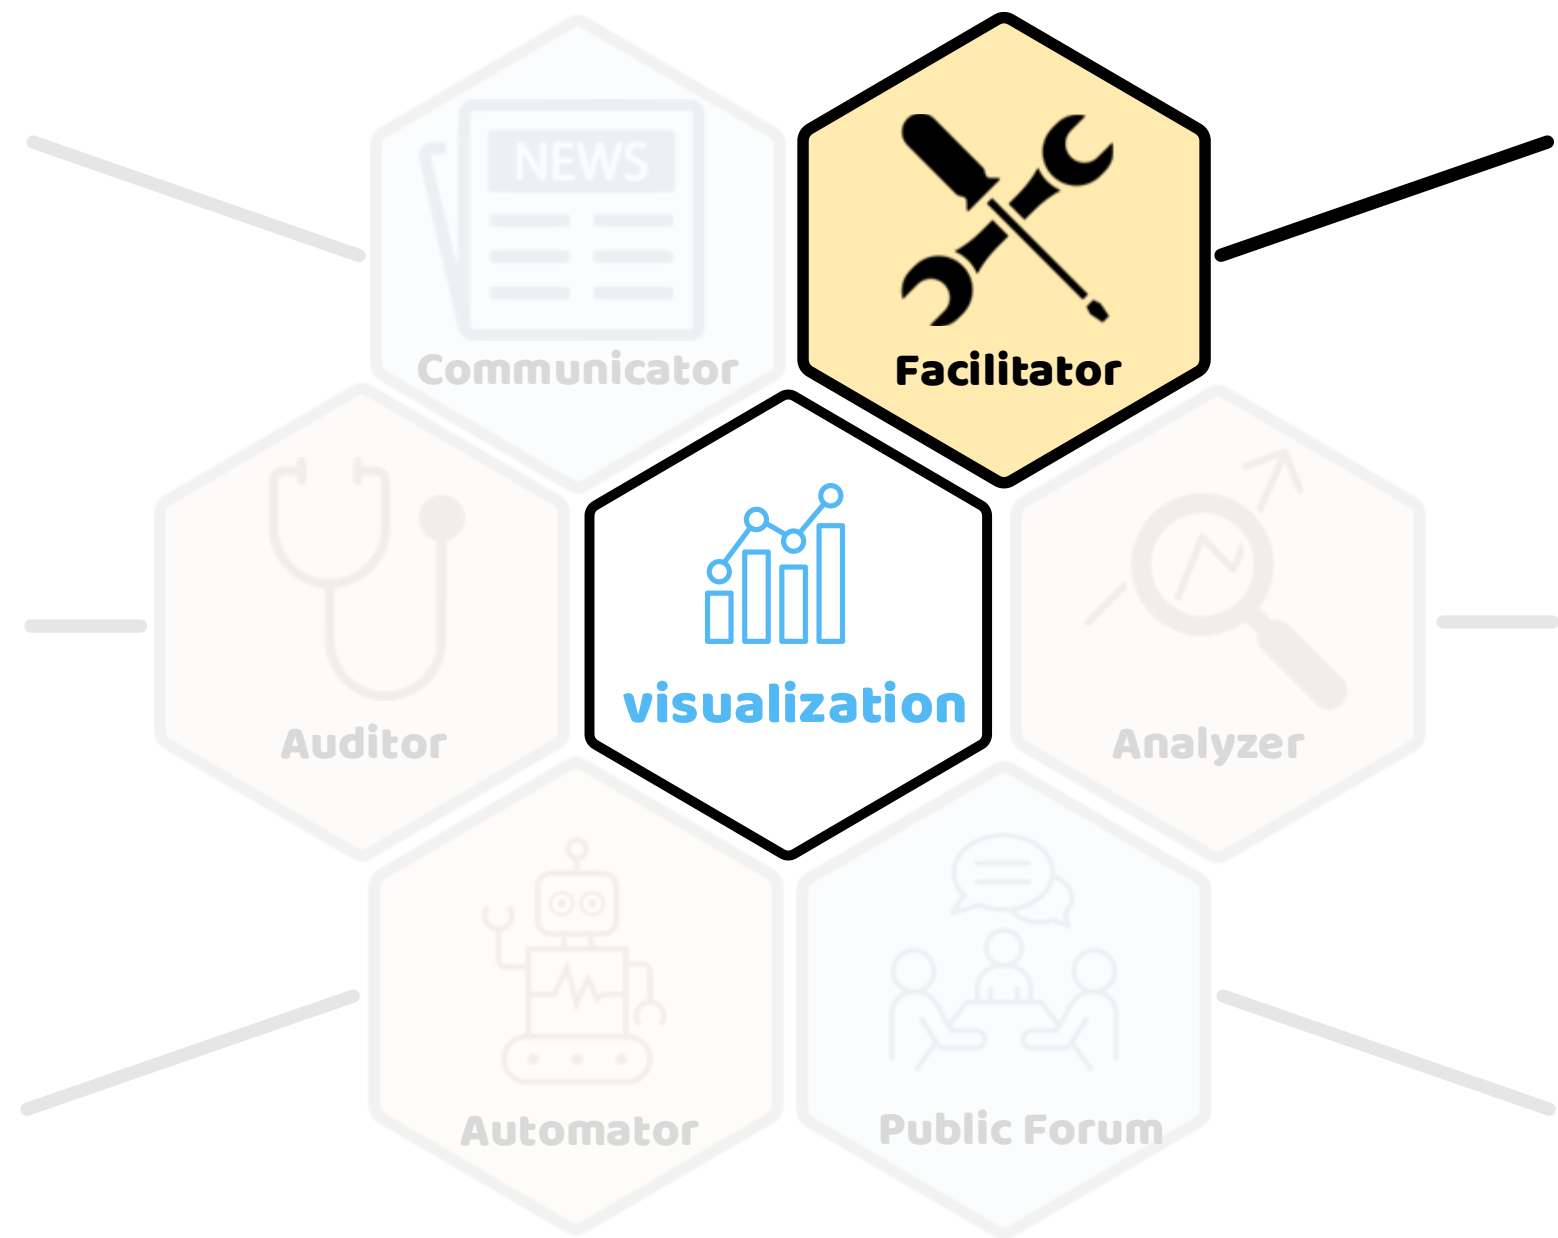 NEWS
Communicator
Facilitator
visualization
Auditor
Analyzer
Automator
Public Forum